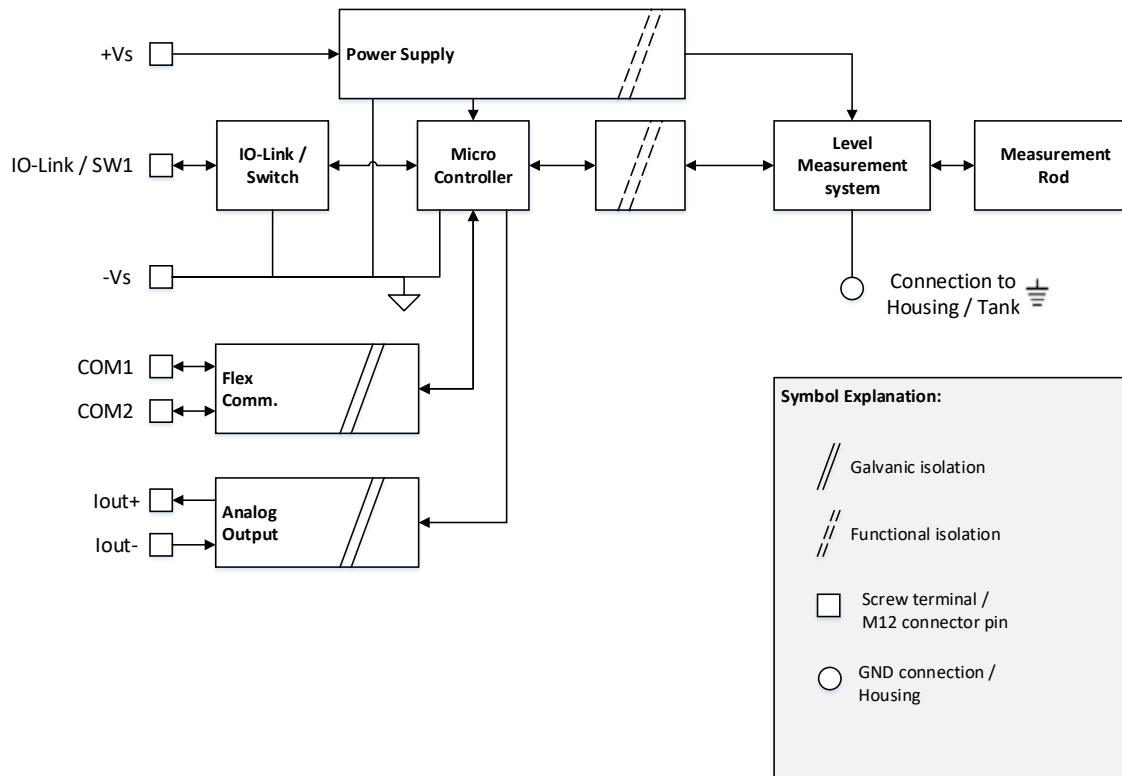 +Vs
Power Supply
IO-Link / SW1
IO-Link /
Switch
Micro
Controller
Level
Measurement
system
Measurement
Rod
-Vs
Connection to
Housing / Tank
COM1
COM2
Flex
Comm.
Iout+
Iout-
Analog
Output
Symbol Explanation:
Galvanic isolation
Functional isolation
Screw terminal /
M12 connector pin
GND connection /
Housing